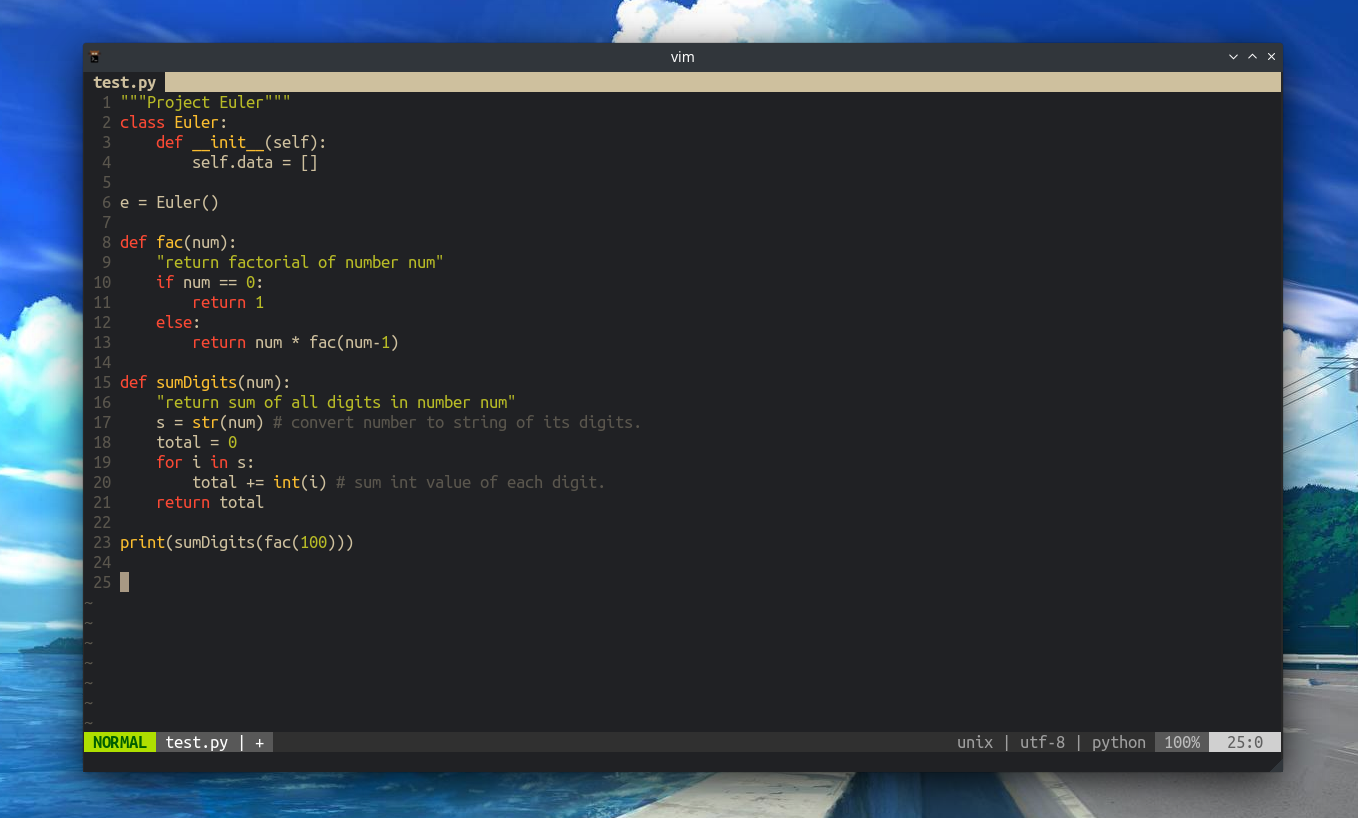 vim
test.py
1 """Project Euler"""
2 class Euler:
3     def __init__(self):
4         self.data = []
5
6 e = Euler()
7
8 def fac(num):
9     "return factorial of number num"
10     if num == 0:
11         return 1
12     else:
13         return num * fac(num-1)
14
15 def sumDigits(num):
16     "return sum of all digits in number num"
17     s = str(num) # convert number to string of its digits.
18     total = 0
19     for i in s:
20         total += int(i) # sum int value of each digit.
21     return total
22
23 print(sumDigits(fac(100)))
24
25
~
~
~
~
~
~
~
NORMAL test.py | + unix | utf-8 | python 100% 25:0